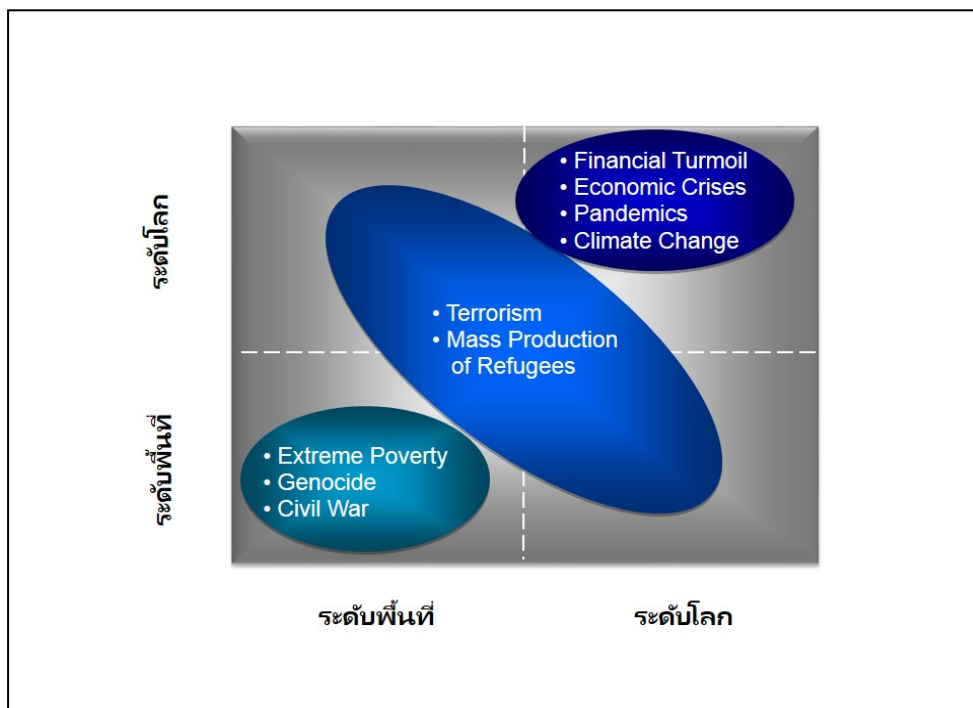 • Financial Turmoil
• Economic Crises
• Pandemics
• Climate Change
ระดับโลก
• Terrorism
• Mass Production
of Refugees
ระดับพื้นที่
• Extreme Poverty
• Genocide
• Civil War
ระดับพื้นที่
ระดับโลก